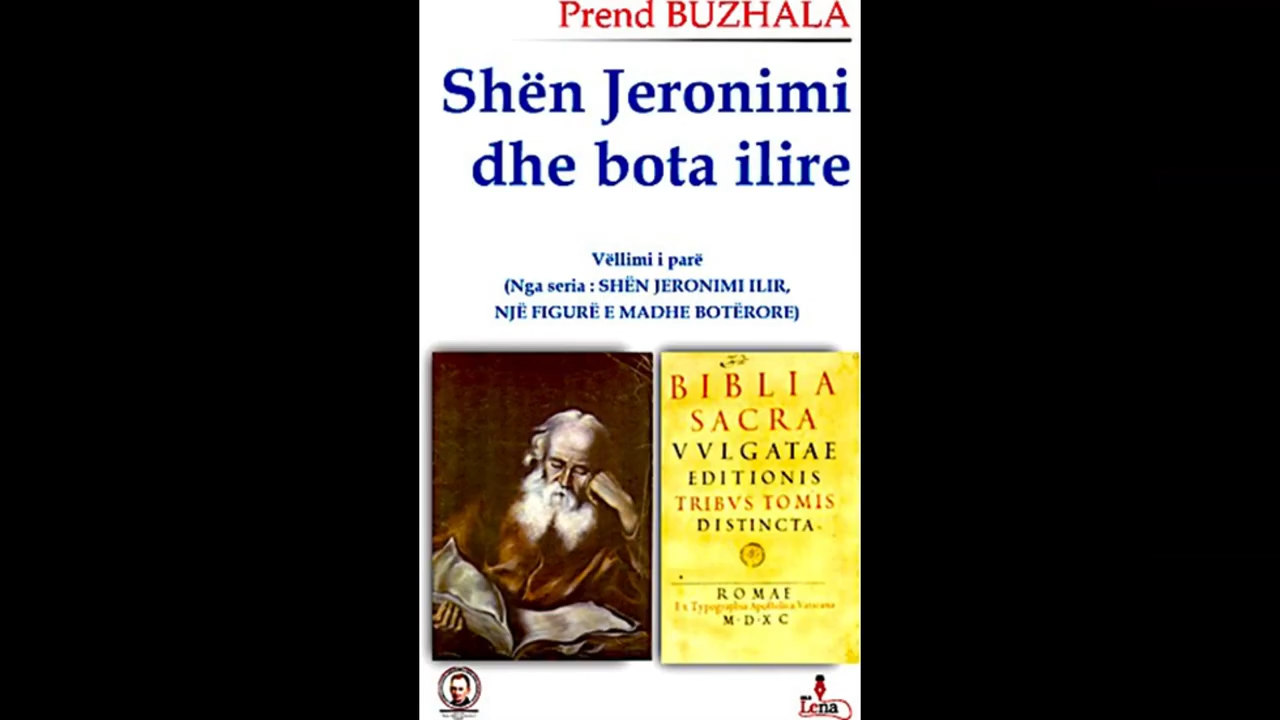 Prend BUZHALA
Shën Jeronimi
dhe bota ilire
Vëllimi i parë
(Nga seria : SHËN JERONIMI ILIR,
NJË FIGURË E MADHE BOTËRORE)
BIBLIA
SACRA
VVLGATAE
EDITIONIS
TRIBVS TOMIS
DISTINCTA
ROMAE
Ex Typographia Apostolica Vaticana
M·D·XC
Lena